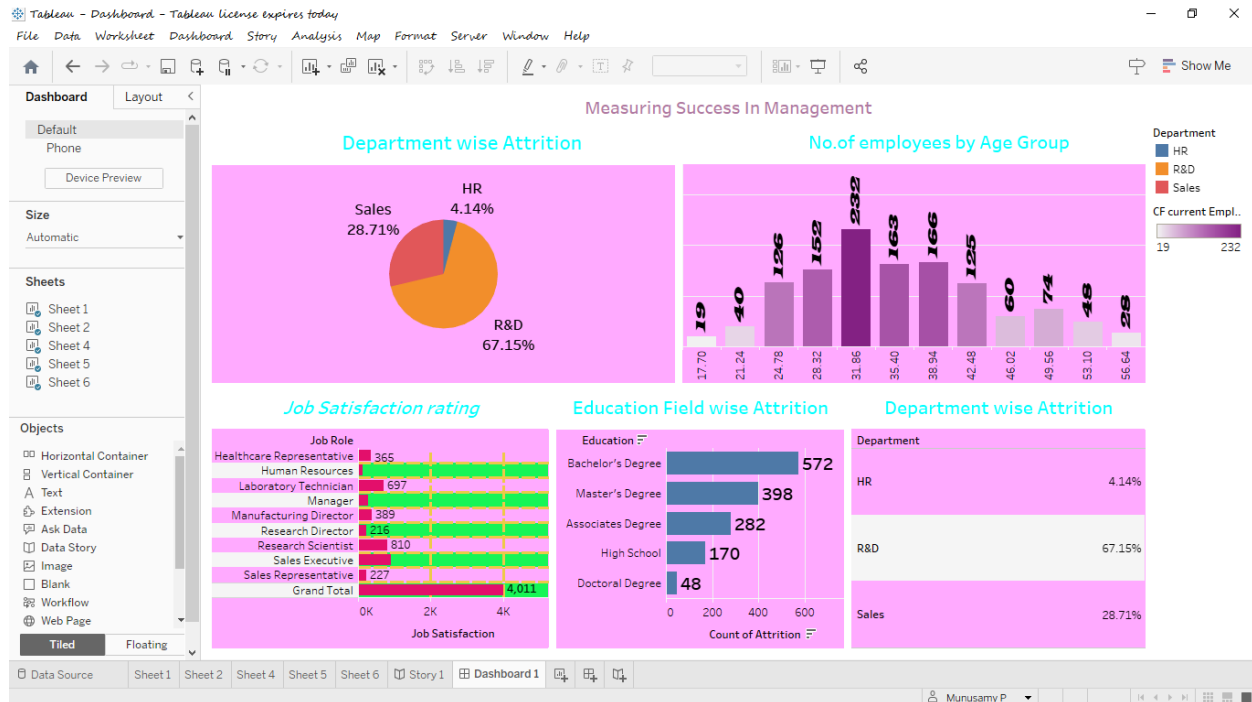 Tableau - Dashboard - Tableau license expires today
File Data Worksheet Dashboard Story Analysis Map Format Server Window Help
Show Me
Dashboard Layout
Default
Phone
Device Preview
Size
Automatic
Sheets
Sheet 1
Sheet 2
Sheet 4
Sheet 5
Sheet 6
Objects
Horizontal Container
Vertical Container
Text
Extension
Ask Data
Data Story
Image
Blank
Workflow
Web Page
Tiled Floating
Measuring Success In Management
Department wise Attrition
HR
4.14%
Sales
28.71%
R&D
67.15%
No.of employees by Age Group
19 40 126 152 232 163 166 125 60 74 48 28
17.70 21.24 24.78 28.32 31.86 35.40 38.94 42.48 46.02 49.56 53.10 56.64
Department
HR
R&D
Sales
CF current Empl..
19 232
Job Satisfaction rating
Job Role
Healthcare Representative 365
Human Resources
Laboratory Technician 697
Manager
Manufacturing Director 389
Research Director 216
Research Scientist 810
Sales Executive
Sales Representative 227
Grand Total 4,011
0K 2K 4K
Job Satisfaction
Education Field wise Attrition
Education
Bachelor's Degree 572
Master's Degree 398
Associates Degree 282
High School 170
Doctoral Degree 48
0 200 400 600
Count of Attrition
Department wise Attrition
Department
HR 4.14%
R&D 67.15%
Sales 28.71%
Data Source Sheet 1 Sheet 2 Sheet 4 Sheet 5 Sheet 6 Story 1 Dashboard 1
Munusamy P